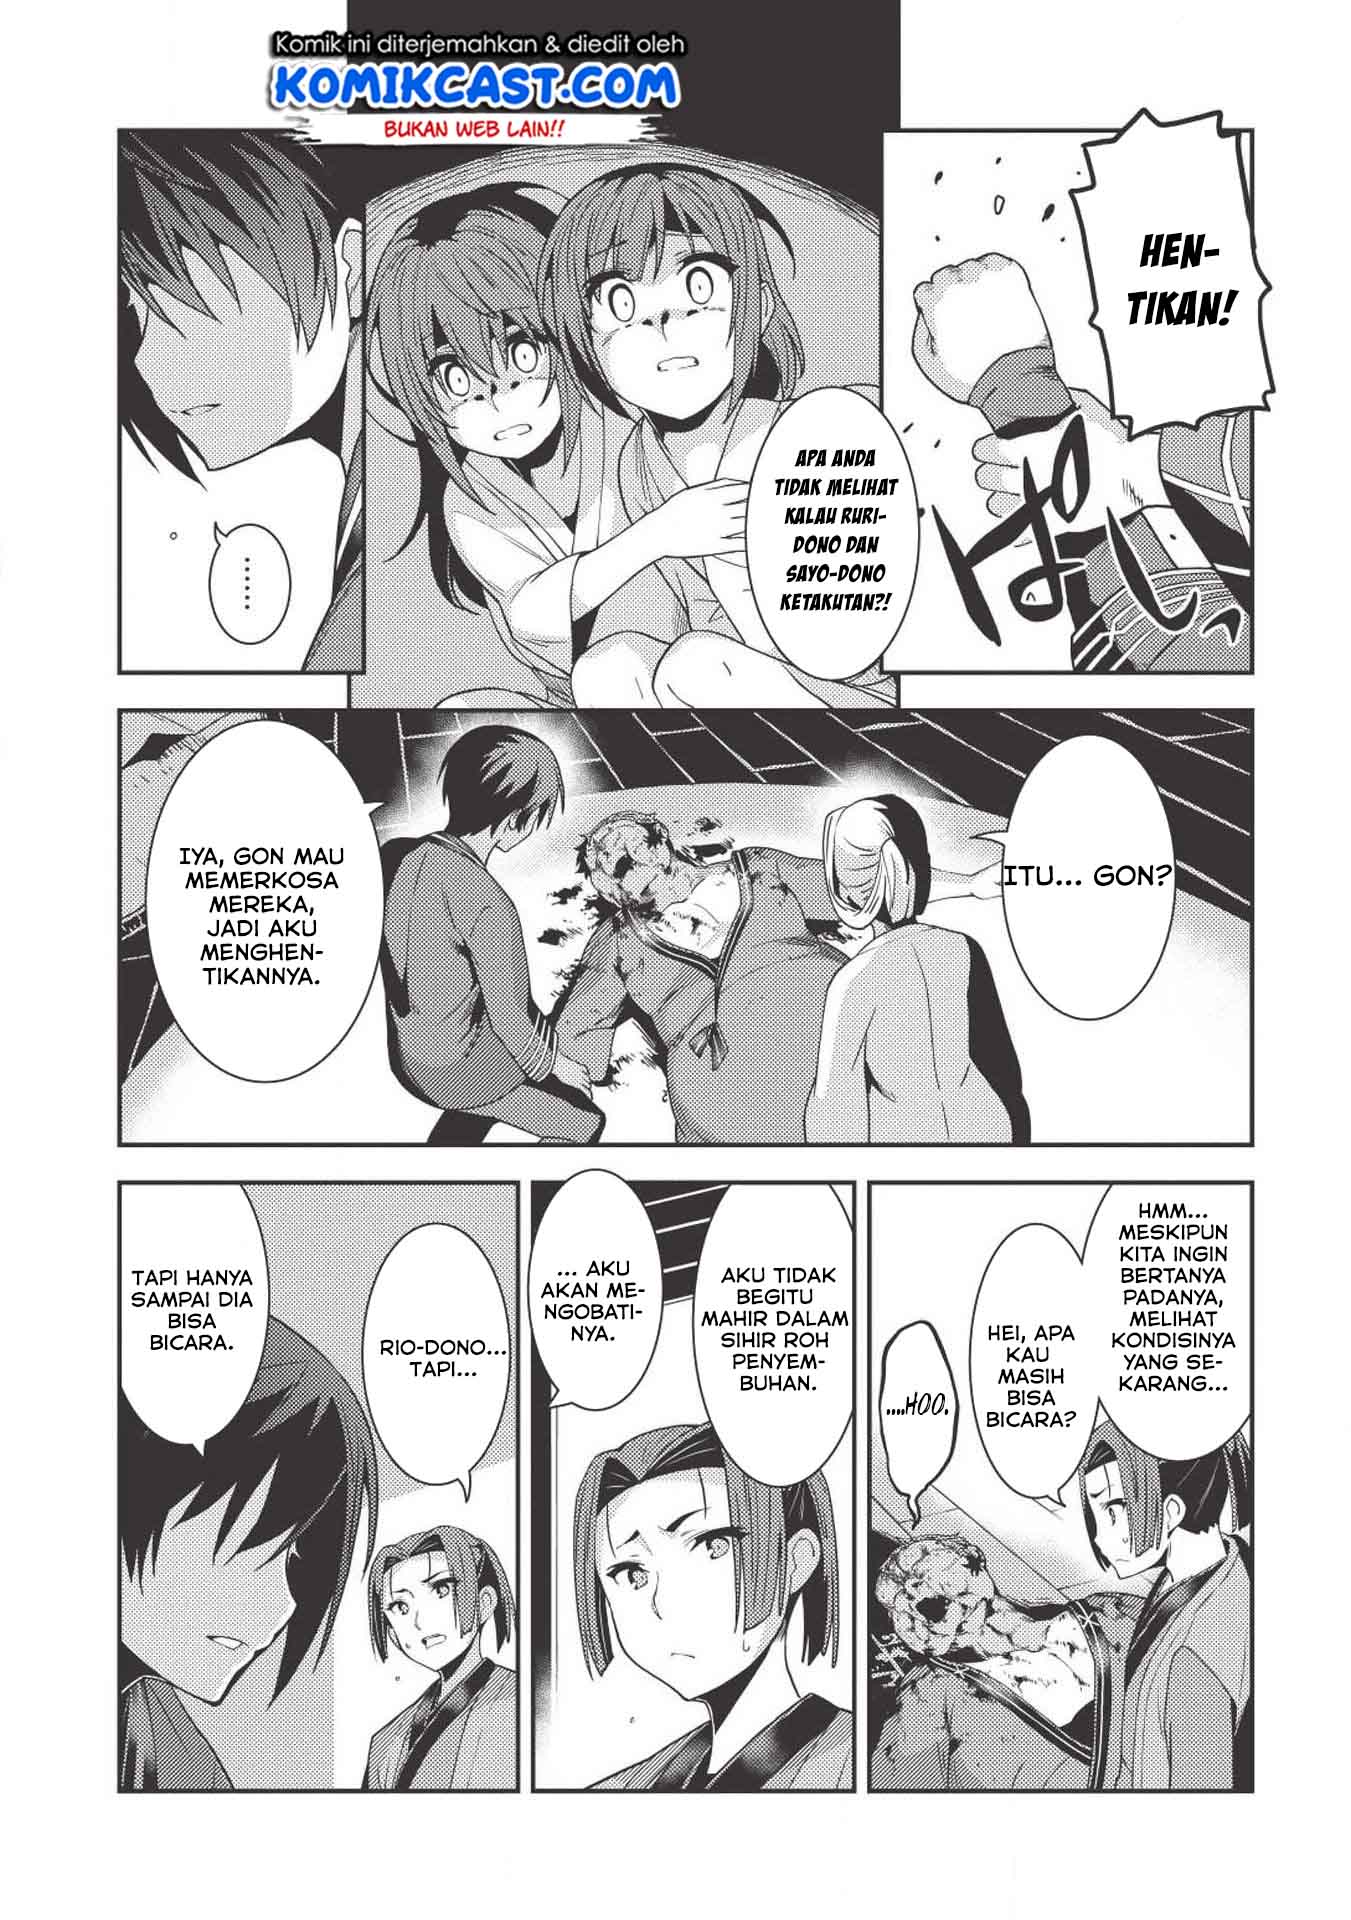 Komik ini diterjemahkan & diedit oleh
KOMIKCAST.COM
BUKAN WEB LAIN!!
HEN-
TIKAN!
ぱしっ
APA ANDA
TIDAK MELIHAT
KALAU RURI-
DONO DAN
SAYO-DONO
KETAKUTAN?!
......
ITU... GON?
IYA, GON MAU
MEMERKOSA
MEREKA,
JADI AKU
MENGHEN-
TIKANNYA.
HMM...
MESKIPUN
KITA INGIN
BERTANYA
PADANYA,
MELIHAT
KONDISINYA
YANG SE-
KARANG...
HEI, APA
KAU
MASIH
BISA
BICARA?
....HOO.
AKU TIDAK
BEGITU
MAHIR DALAM
SIHIR ROH
PENYEM-
BUHAN.
... AKU
AKAN ME-
NGOBATI-
NYA.
RIO-DONO...
TAPI...
TAPI HANYA
SAMPAI DIA
BISA
BICARA.